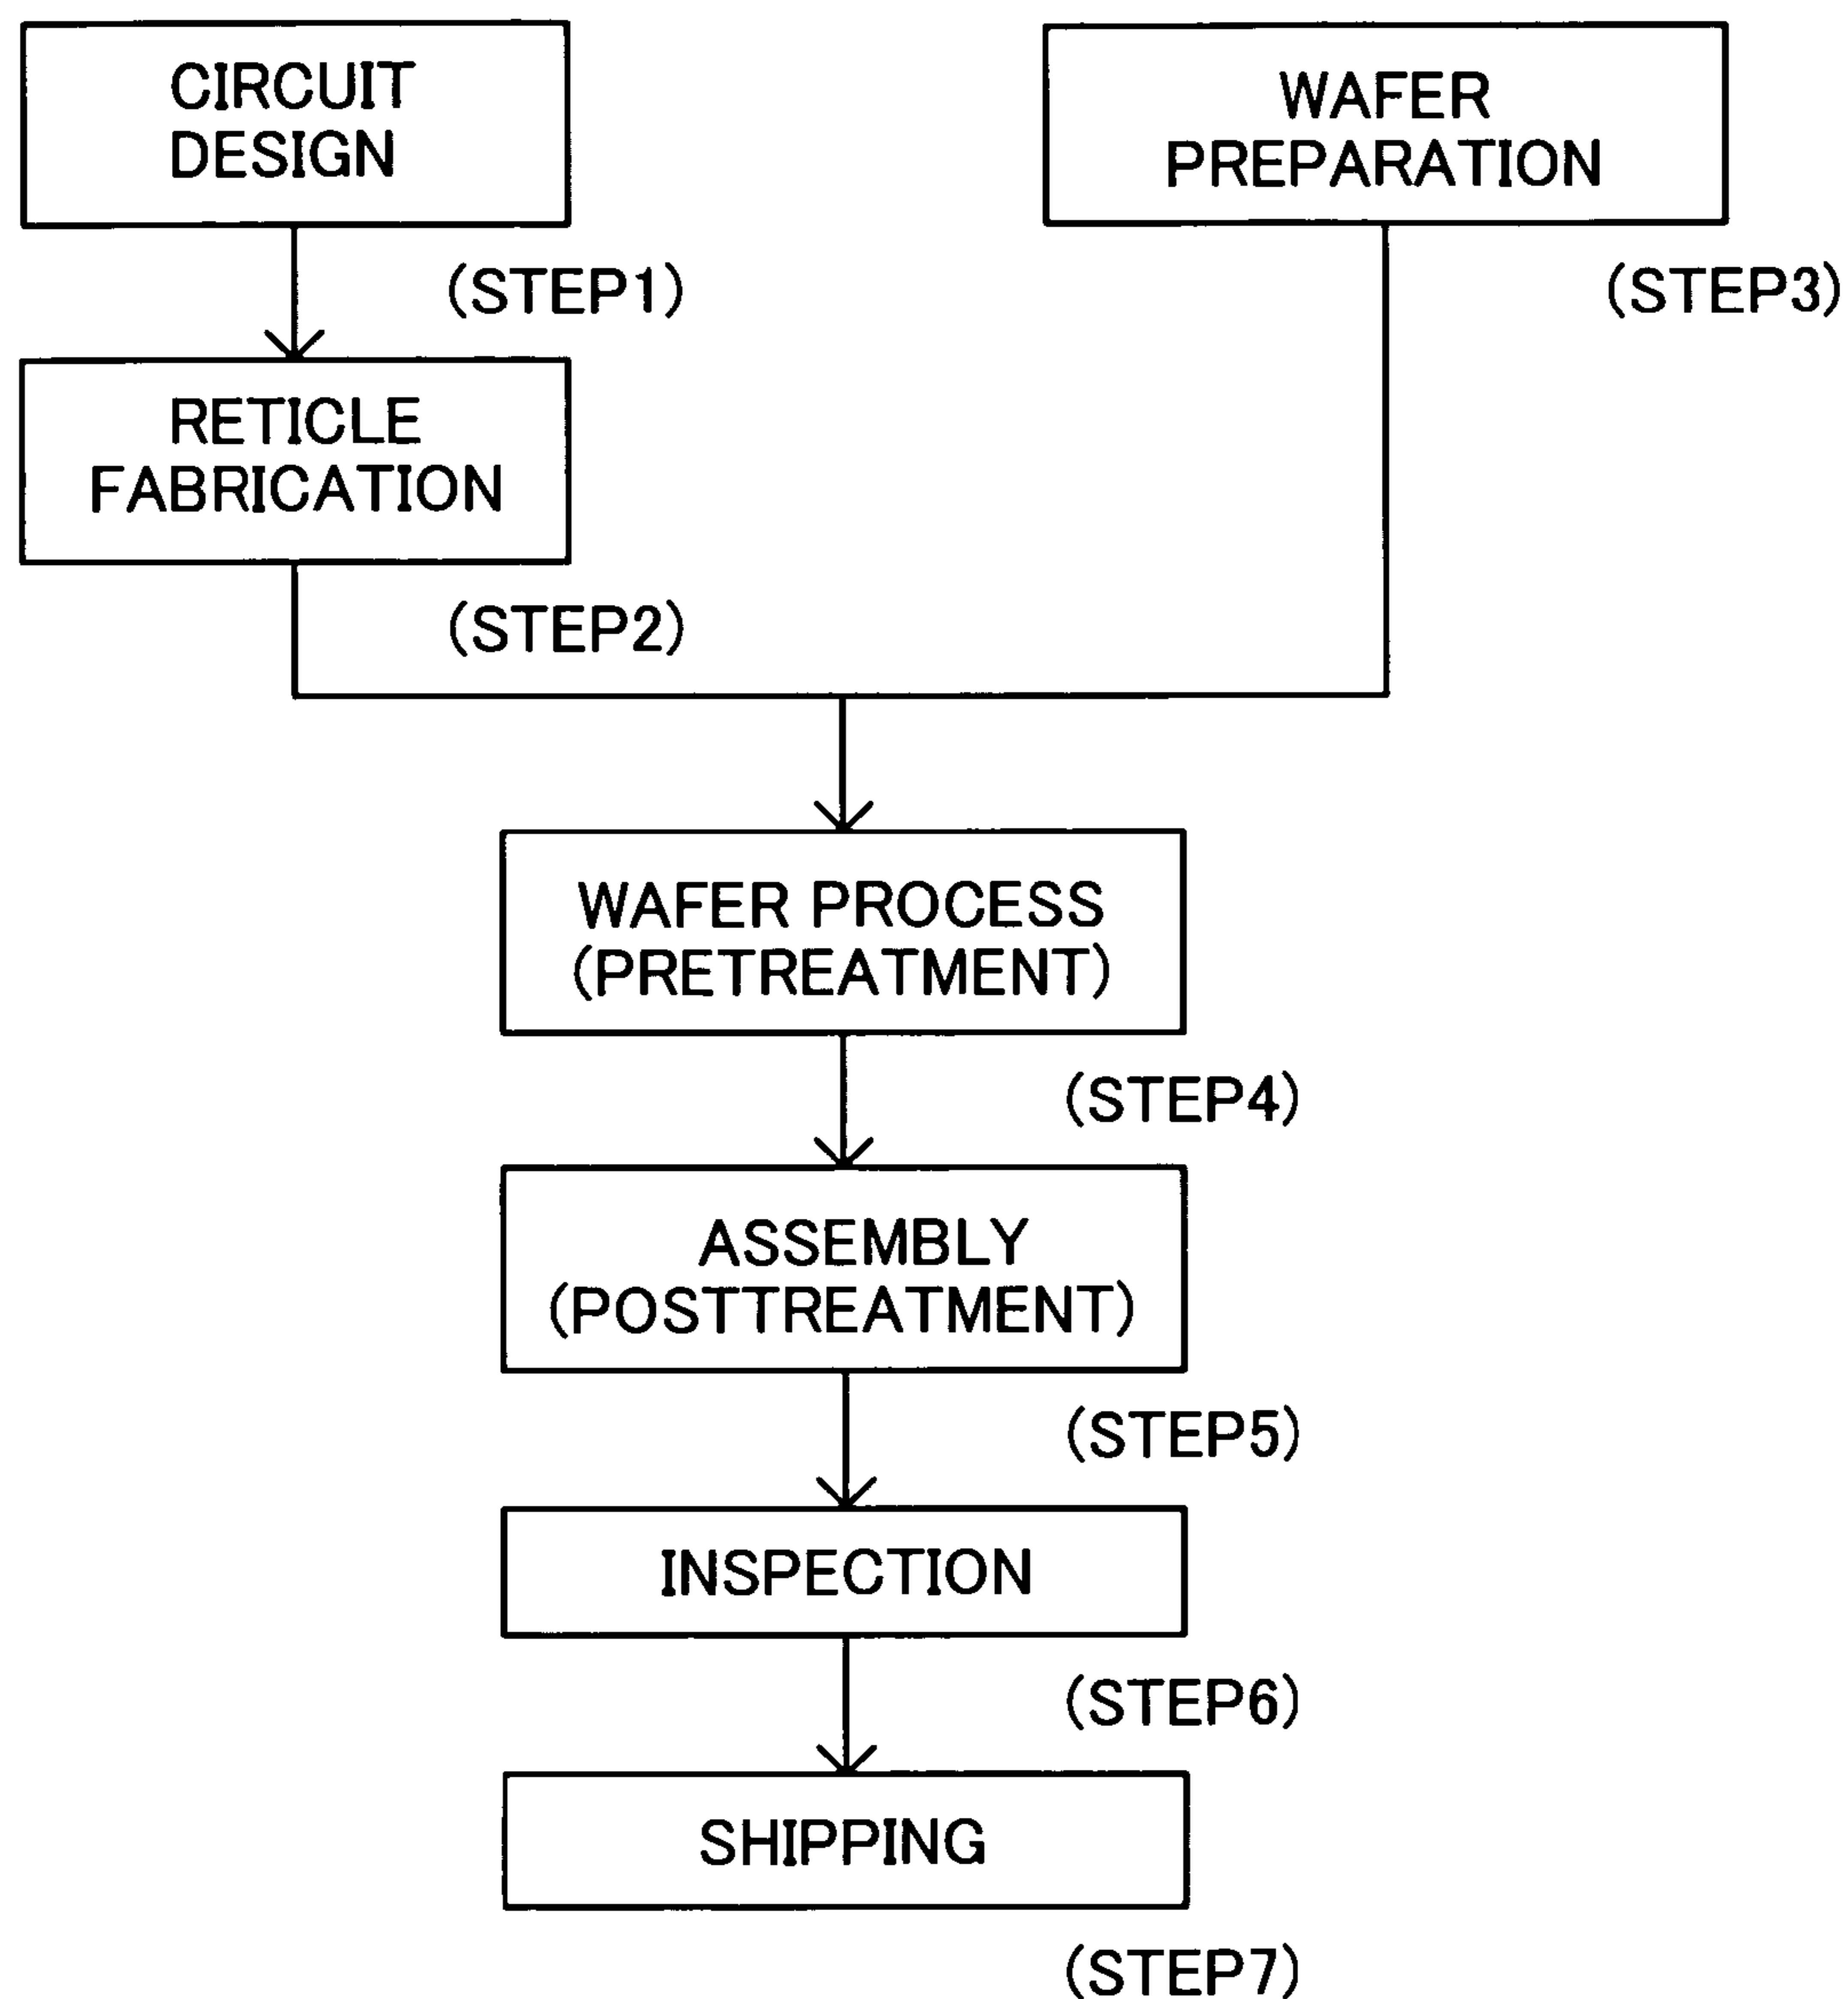 CIRCUIT
DESIGN
(STEP1)
RETICLE
FABRICATION
(STEP2)
WAFER
PREPARATION
(STEP3)
WAFER PROCESS
(PRETREATMENT)
(STEP4)
ASSEMBLY
(POSTTREATMENT)
(STEP5)
INSPECTION
(STEP6)
SHIPPING
(STEP7)